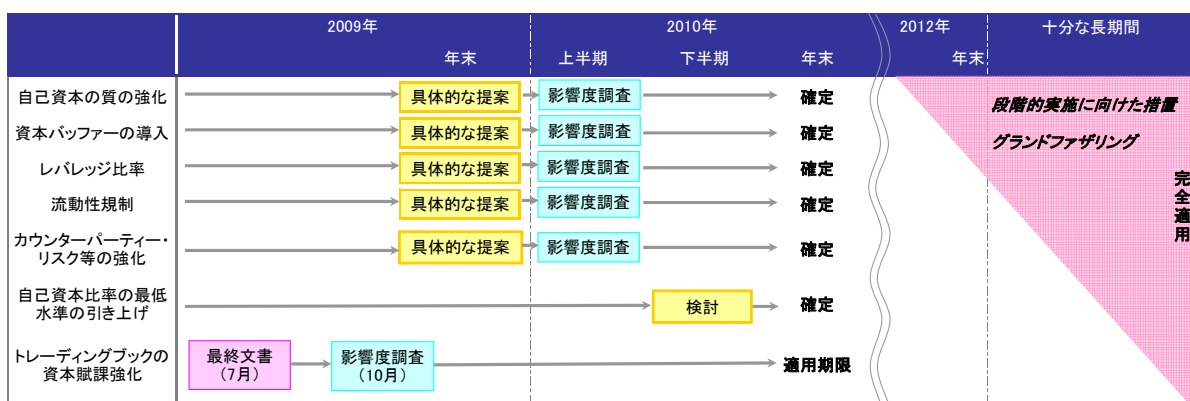 2009年
2010年
2012年
十分な長期間
年末
上半期
下半期
年末
年末
自己資本の質の強化
具体的な提案
影響度調査
確定
段階的実施に向けた措置
資本バッファーの導入
具体的な提案
影響度調査
確定
グランドファザリング
レバレッジ比率
具体的な提案
影響度調査
確定
流動性規制
具体的な提案
影響度調査
確定
カウンターパーティー・
リスク等の強化
具体的な提案
影響度調査
確定
完全適用
自己資本比率の最低
水準の引き上げ
検討
確定
トレーディングブックの
資本賦課強化
最終文書
(7月)
影響度調査
(10月)
適用期限